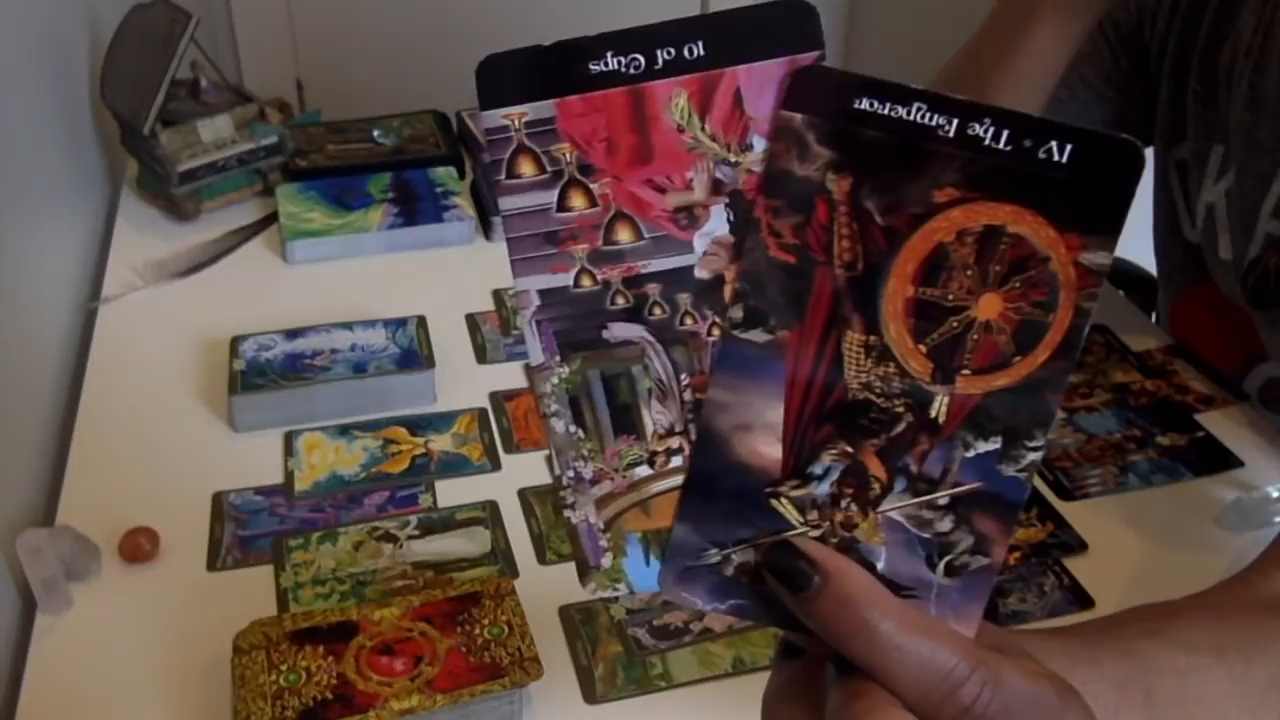 10 of Cups
IV • The Emperor